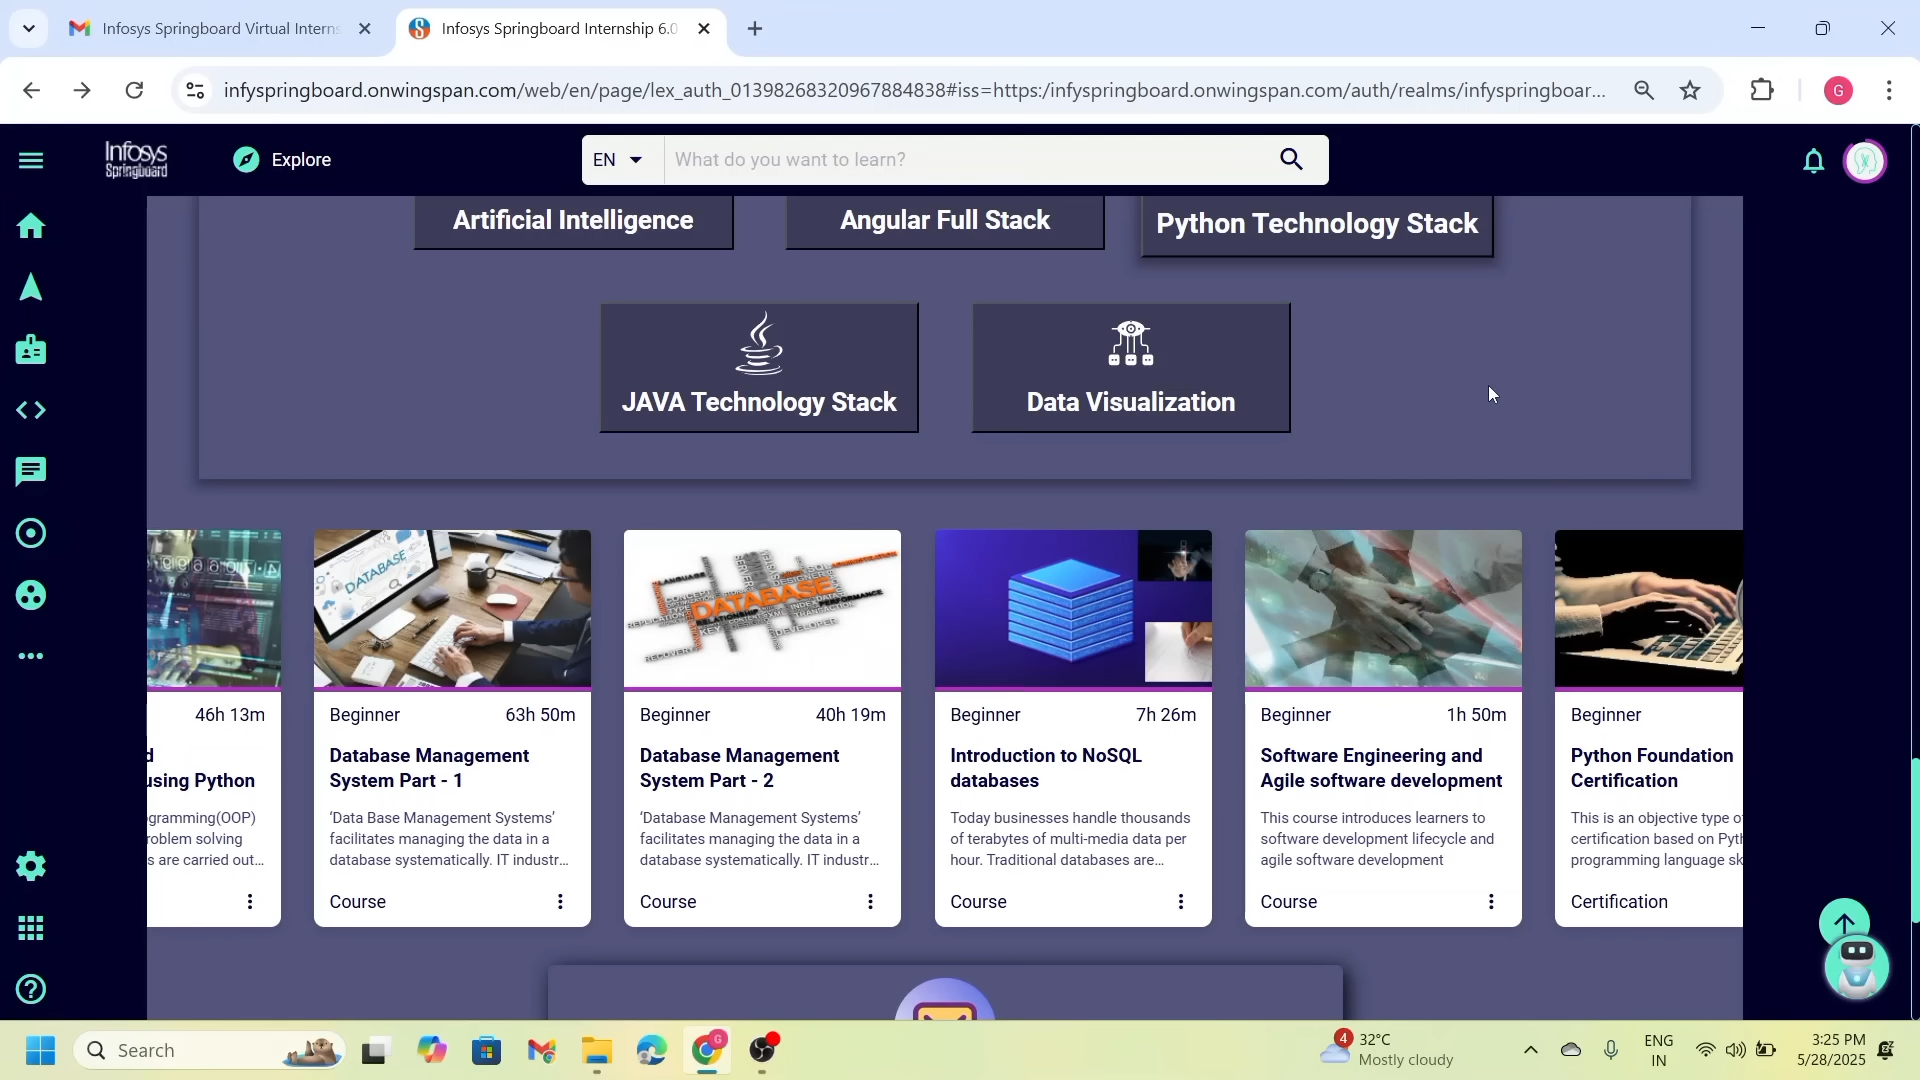 Infosys Springboard Virtual Interns
Infosys Springboard Internship 6.0
infyspringboard.onwingspan.com/web/en/page/lex_auth_01398268320967884838#iss=https:/infyspringboard.onwingspan.com/auth/realms/infyspringboar...
G
Infosys
Springboard
Explore
EN
What do you want to learn?
Artificial Intelligence
Angular Full Stack
Python Technology Stack
JAVA Technology Stack
Data Visualization
46h 13m
d
using Python
ogramming(OOP)
roblem solving
s are carried out...
DATABASE
Beginner 63h 50m
Database Management
System Part - 1
‘Data Base Management Systems’
facilitates managing the data in a
database systematically. IT industr...
Course
DATABASE
LANGUAGE
RECOVERY
DEVELOPER
Beginner 40h 19m
Database Management
System Part - 2
‘Database Management Systems’
facilitates managing the data in a
database systematically. IT industr...
Course
Beginner 7h 26m
Introduction to NoSQL
databases
Today businesses handle thousands
of terabytes of multi-media data per
hour. Traditional databases are...
Course
Beginner 1h 50m
Software Engineering and
Agile software development
This course introduces learners to
software development lifecycle and
agile software development
Course
Beginner
Python Foundation
Certification
This is an objective type o
certification based on Pyth
programming language sk
Certification
Search
G
4
32°C
Mostly cloudy
ENG
IN
3:25 PM
5/28/2025